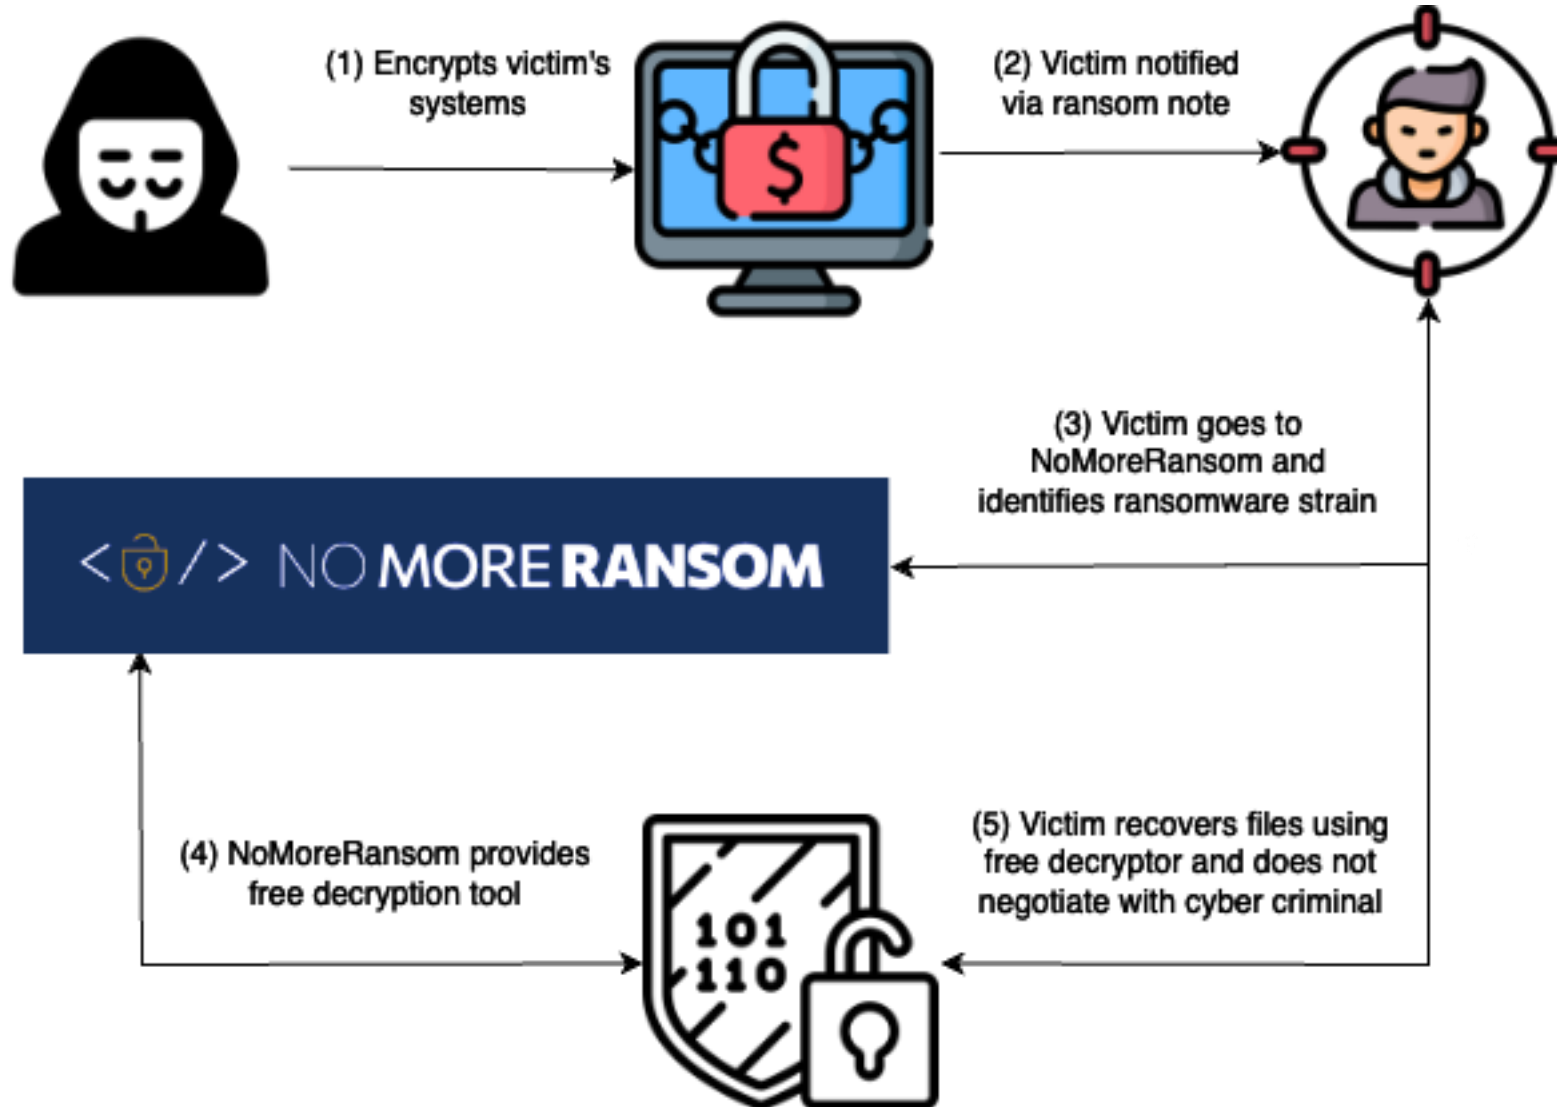 (1) Encrypts victim's
systems
(2) Victim notified
via ransom note
$
(3) Victim goes to
NoMoreRansom and
identifies ransomware strain
< /> NO MORE RANSOM
(4) NoMoreRansom provides
free decryption tool
101
110
(5) Victim recovers files using
free decryptor and does not
negotiate with cyber criminal